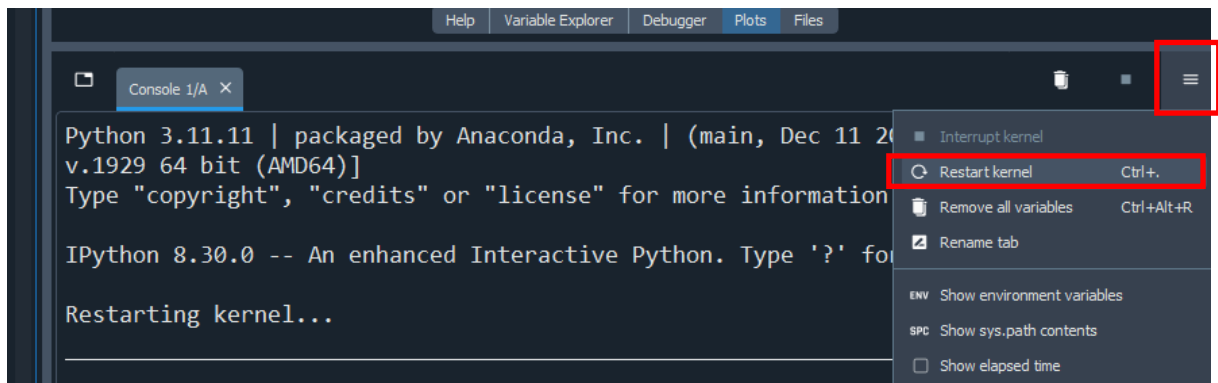 Help Variable Explorer Debugger Plots Files
Console 1/A
Python 3.11.11 | packaged by Anaconda, Inc. | (main, Dec 11
v.1929 64 bit (AMD64)]
Type "copyright", "credits" or "license" for more information
IPython 8.30.0 -- An enhanced Interactive Python. Type '?'
Restarting kernel...
Interrupt kernel
Restart kernel Ctrl+.
Remove all variables Ctrl+Alt+R
Rename tab
ENV Show environment variables
SPC Show sys.path contents
Show elapsed time